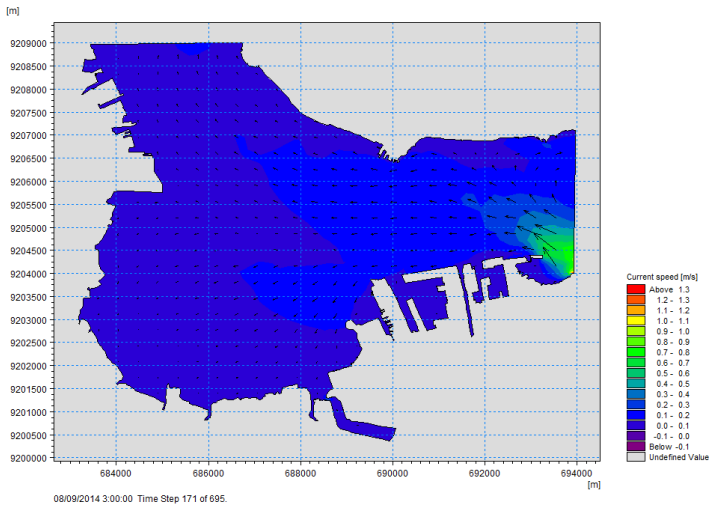 [m]
9209000
9208500
9208000
9207500
9207000
9206500
9206000
9205500
9205000
9204500
9204000
9203500
9203000
9202500
9202000
9201500
9201000
9200500
9200000
684000 686000 688000 690000 692000 694000
[m]
Current speed [m/s]
Above 1.3
1.2 - 1.3
1.1 - 1.2
1.0 - 1.1
0.9 - 1.0
0.8 - 0.9
0.7 - 0.8
0.6 - 0.7
0.5 - 0.6
0.4 - 0.5
0.3 - 0.4
0.2 - 0.3
0.1 - 0.2
0.0 - 0.1
-0.1 - 0.0
Below -0.1
Undefined Value
08/09/2014 3:00:00 Time Step 171 of 695.